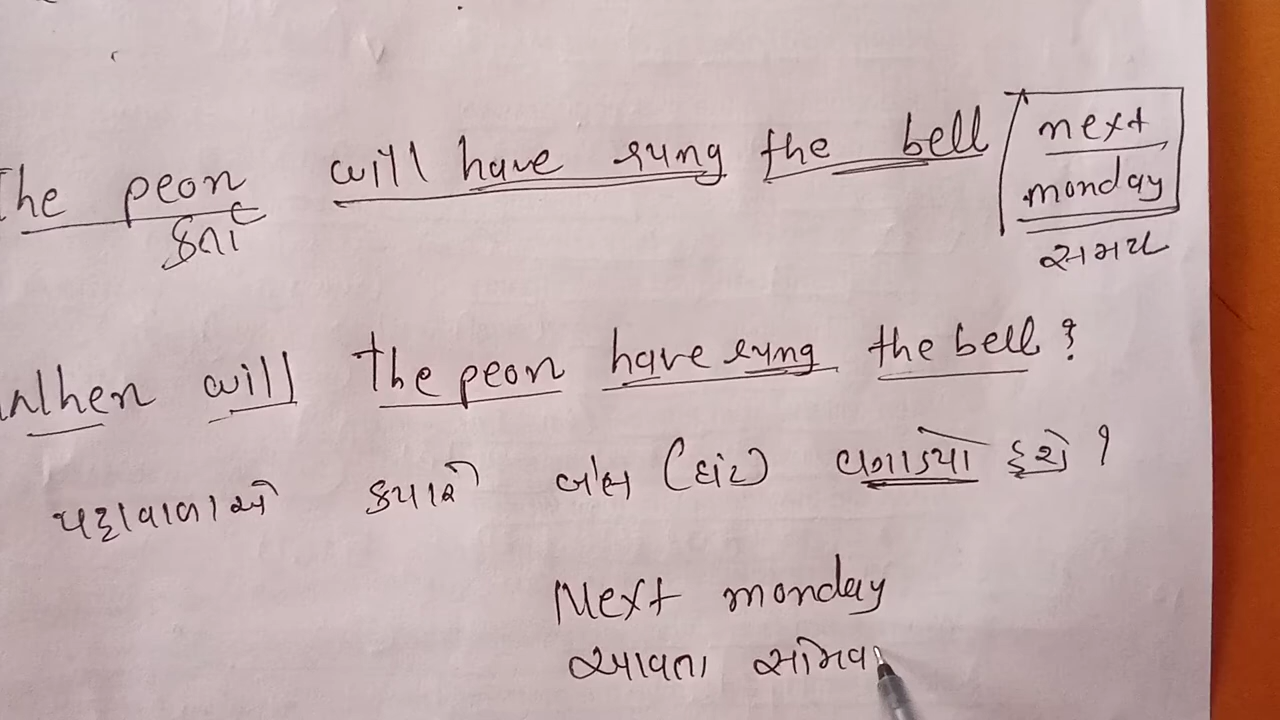 The peon will have rung the bell next
monday
કર્તા
સમય
When will the peon have rung the bell?
પટ્ટાવાળાએ ક્યારે બેલ (ઘંટ) વગાડ્યો હશે ?
Next monday
આવતા સોમવ